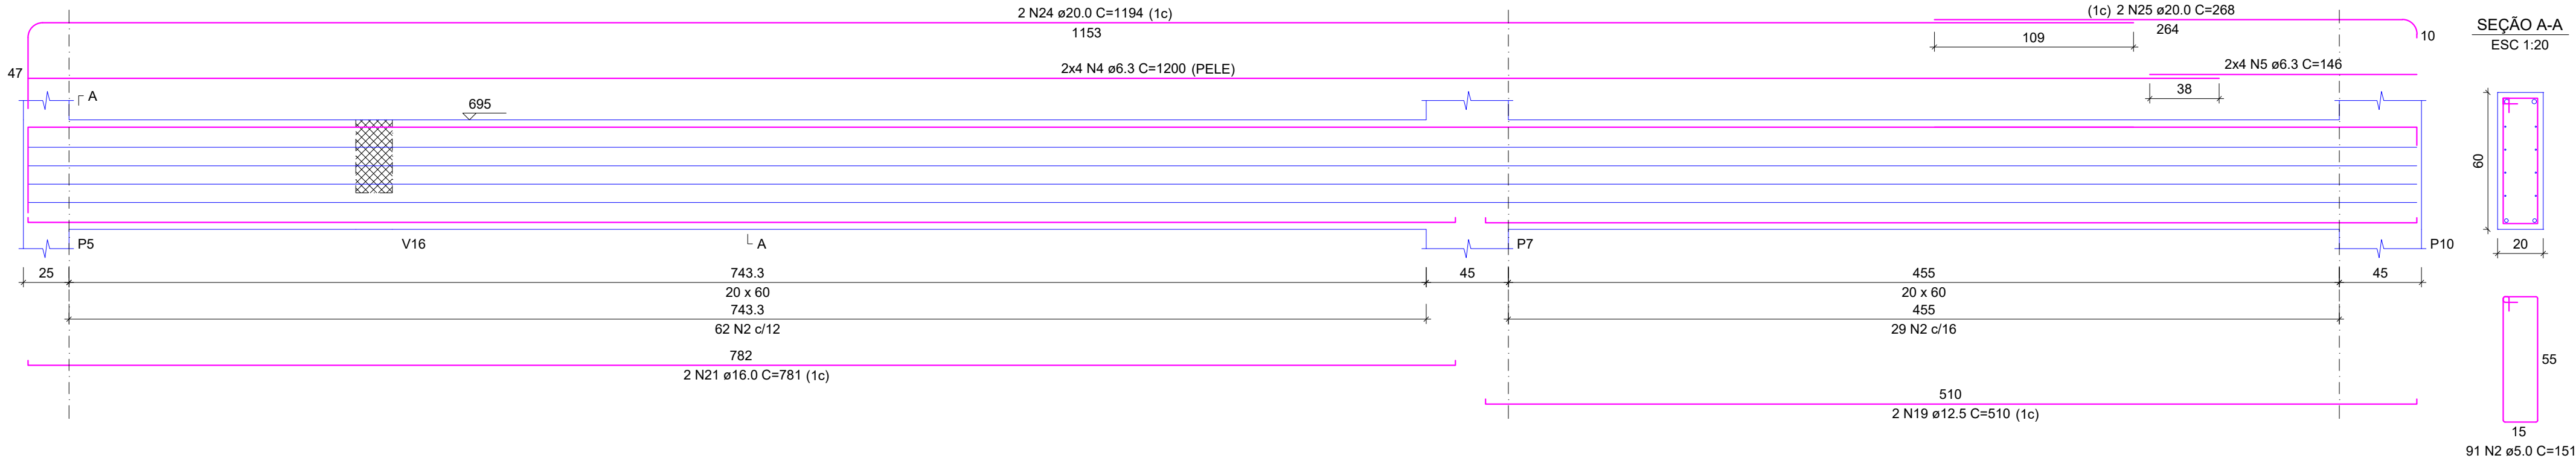 2 N24 ø20.0 C=1194 (1c)
1153
(1c) 2 N25 ø20.0 C=268
264
109
10
47
2x4 N4 ø6.3 C=1200 (PELE)
2x4 N5 ø6.3 C=146
38
A
695
P5
V16
A
P7
P10
25
743.3
45
455
45
20 x 60
20 x 60
743.3
455
62 N2 c/12
29 N2 c/16
782
2 N21 ø16.0 C=781 (1c)
510
2 N19 ø12.5 C=510 (1c)
SEÇÃO A-A
ESC 1:20
60
20
55
15
91 N2 ø5.0 C=151